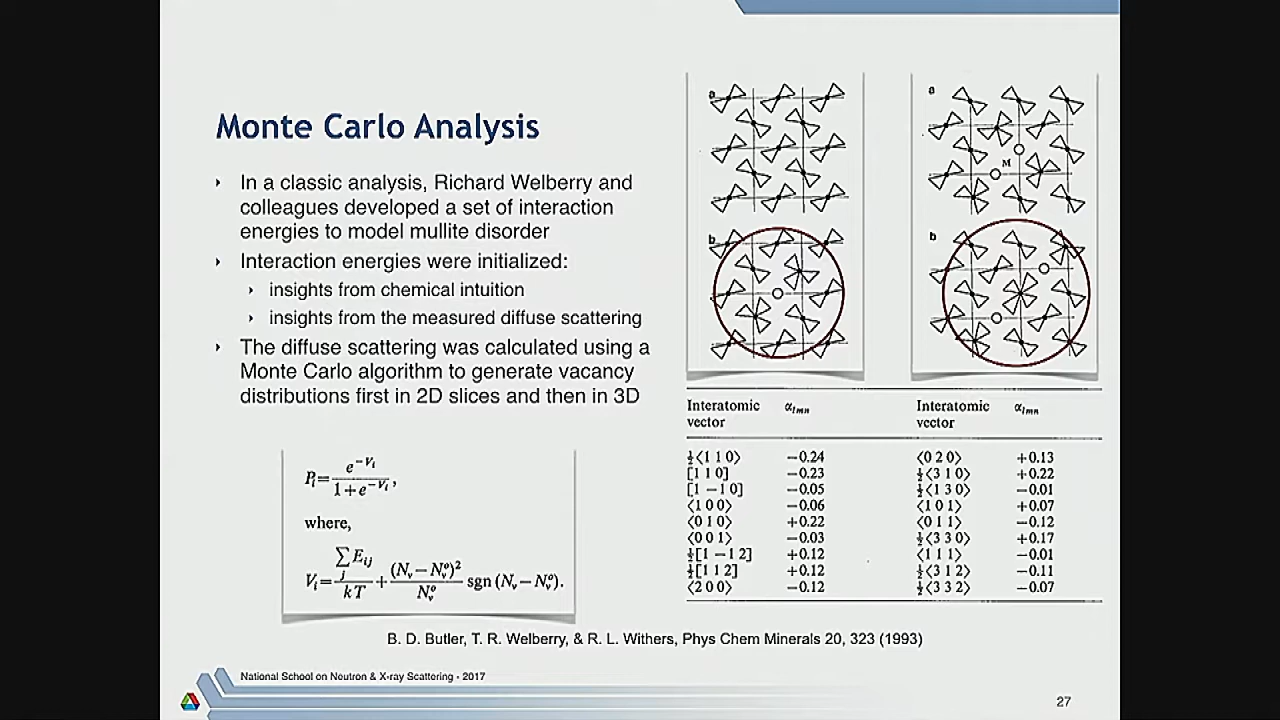 Monte Carlo Analysis
In a classic analysis, Richard Welberry and
colleagues developed a set of interaction
energies to model mullite disorder
Interaction energies were initialized:
insights from chemical intuition
insights from the measured diffuse scattering
The diffuse scattering was calculated using a
Monte Carlo algorithm to generate vacancy
distributions first in 2D slices and then in 3D
P_i = e^{-V_i} / (1 + e^{-V_i}),
where,
V_i = ∑_j E_{ij} / kT + (N_v − N_v^o)² / N_v^o sgn (N_v − N_v^o).
a
b
a
M
b
Interatomic vector α_{lmn} Interatomic vector α_{lmn}
½⟨1 1 0⟩ −0.24 ⟨0 2 0⟩ +0.13
[1 1 0] −0.23 ½⟨3 1 0⟩ +0.22
[1 −1 0] −0.05 ½⟨1 3 0⟩ −0.01
⟨1 0 0⟩ −0.06 ⟨1 0 1⟩ +0.07
⟨0 1 0⟩ +0.22 ⟨0 1 1⟩ −0.12
⟨0 0 1⟩ −0.03 ½⟨3 3 0⟩ +0.17
½[1 −1 2] +0.12 ⟨1 1 1⟩ −0.01
½[1 1 2] +0.12 ½⟨3 1 2⟩ −0.11
⟨2 0 0⟩ −0.12 ½⟨3 3 2⟩ −0.07
B. D. Butler, T. R. Welberry, & R. L. Withers, Phys Chem Minerals 20, 323 (1993)
National School on Neutron & X-ray Scattering - 2017
27